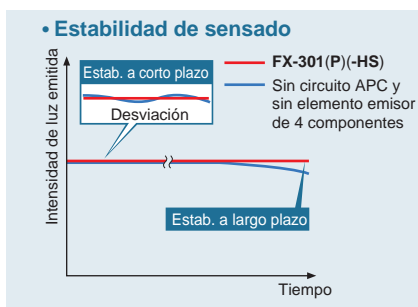 • Estabilidad de sensado
Intensidad de luz emitida
Estab. a corto plazo
Desviación
FX-301(P)(-HS)
Sin circuito APC y
sin elemento emisor
de 4 componentes
Estab. a largo plazo
Tiempo